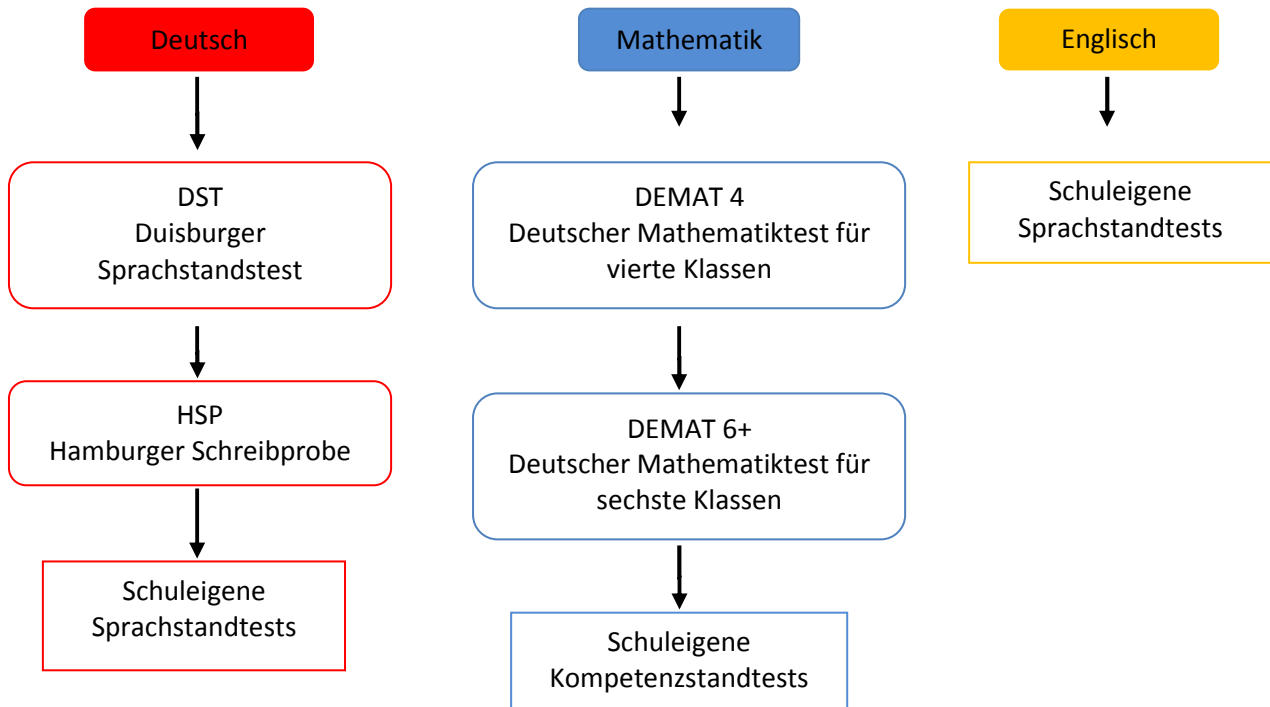 Deutsch
DST
Duisburger
Sprachstandstest
HSP
Hamburger Schreibprobe
Schuleigene
Sprachstandtests
Mathematik
DEMAT 4
Deutscher Mathematiktest für
vierte Klassen
DEMAT 6+
Deutscher Mathematiktest für
sechste Klassen
Schuleigene
Kompetenzstandtests
Englisch
Schuleigene
Sprachstandtests